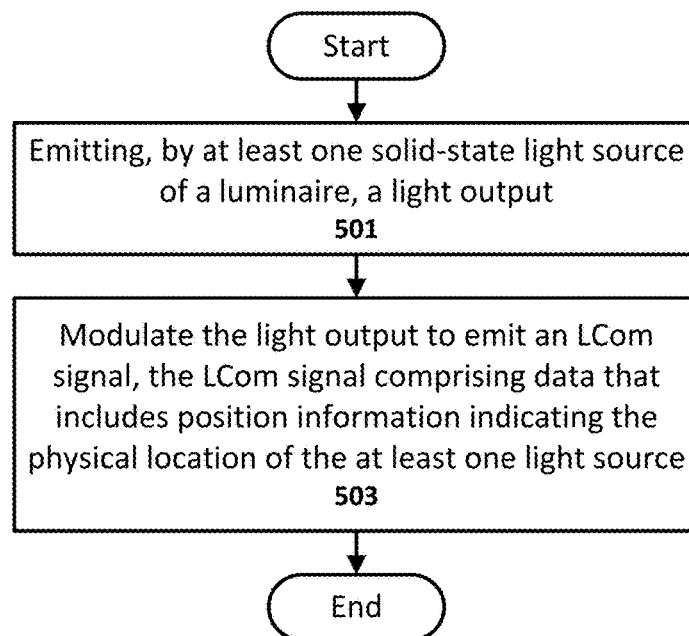 Start
Emitting, by at least one solid-state light source
of a luminaire, a light output
501
Modulate the light output to emit an LCom
signal, the LCom signal comprising data that
includes position information indicating the
physical location of the at least one light source
503
End